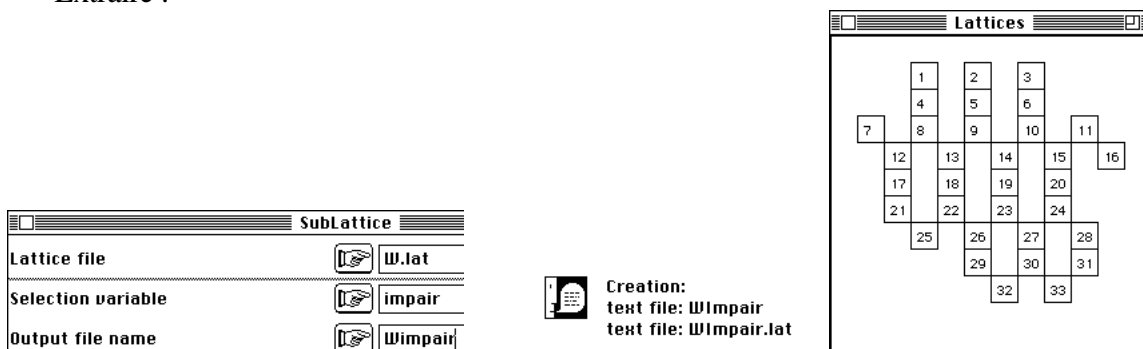 Lattices
1 2 3
4 5 6
7 8 9 10 11
12 13 14 15 16
17 18 19 20
21 22 23 24
25 26 27 28
29 30 31
32 33
SubLattice
Lattice file W.lat
Selection variable impair
Output file name Wimpair
Creation:
text file: WImpair
text file: WImpair.lat